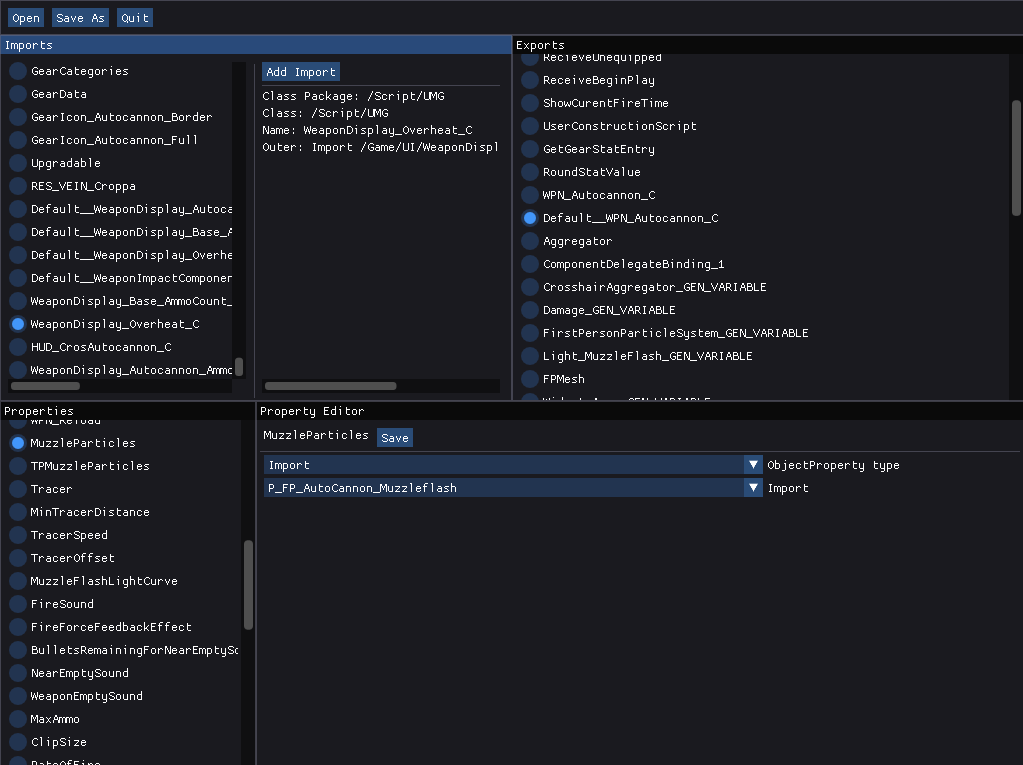 Open Save As Quit
Imports
GearCategories
GearData
GearIcon_Autocannon_Border
GearIcon_Autocannon_Full
Upgradable
RES_VEIN_Croppa
Default__WeaponDisplay_Autoca
Default__WeaponDisplay_Base_A
Default__WeaponDisplay_Overhe
Default__WeaponImpactComponen
WeaponDisplay_Base_AmmoCount_
WeaponDisplay_Overheat_C
HUD_CrosAutocannon_C
WeaponDisplay_Autocannon_Ammo
Add Import
Class Package: /Script/UMG
Class: /Script/UMG
Name: WeaponDisplay_Overheat_C
Outer: Import /Game/UI/WeaponDispl
Exports
RecieveUnequipped
ReceiveBeginPlay
ShowCurentFireTime
UserConstructionScript
GetGearStatEntry
RoundStatValue
WPN_Autocannon_C
Default__WPN_Autocannon_C
Aggregator
ComponentDelegateBinding_1
CrosshairAggregator_GEN_VARIABLE
Damage_GEN_VARIABLE
FirstPersonParticleSystem_GEN_VARIABLE
Light_MuzzleFlash_GEN_VARIABLE
FPMesh
Properties
WPN_Reload
MuzzleParticles
TPMuzzleParticles
Tracer
MinTracerDistance
TracerSpeed
TracerOffset
MuzzleFlashLightCurve
FireSound
FireForceFeedbackEffect
BulletsRemainingForNearEmptySo
NearEmptySound
WeaponEmptySound
MaxAmmo
ClipSize
RateOfFire
Property Editor
MuzzleParticles Save
Import ObjectProperty type
P_FP_AutoCannon_Muzzleflash Import